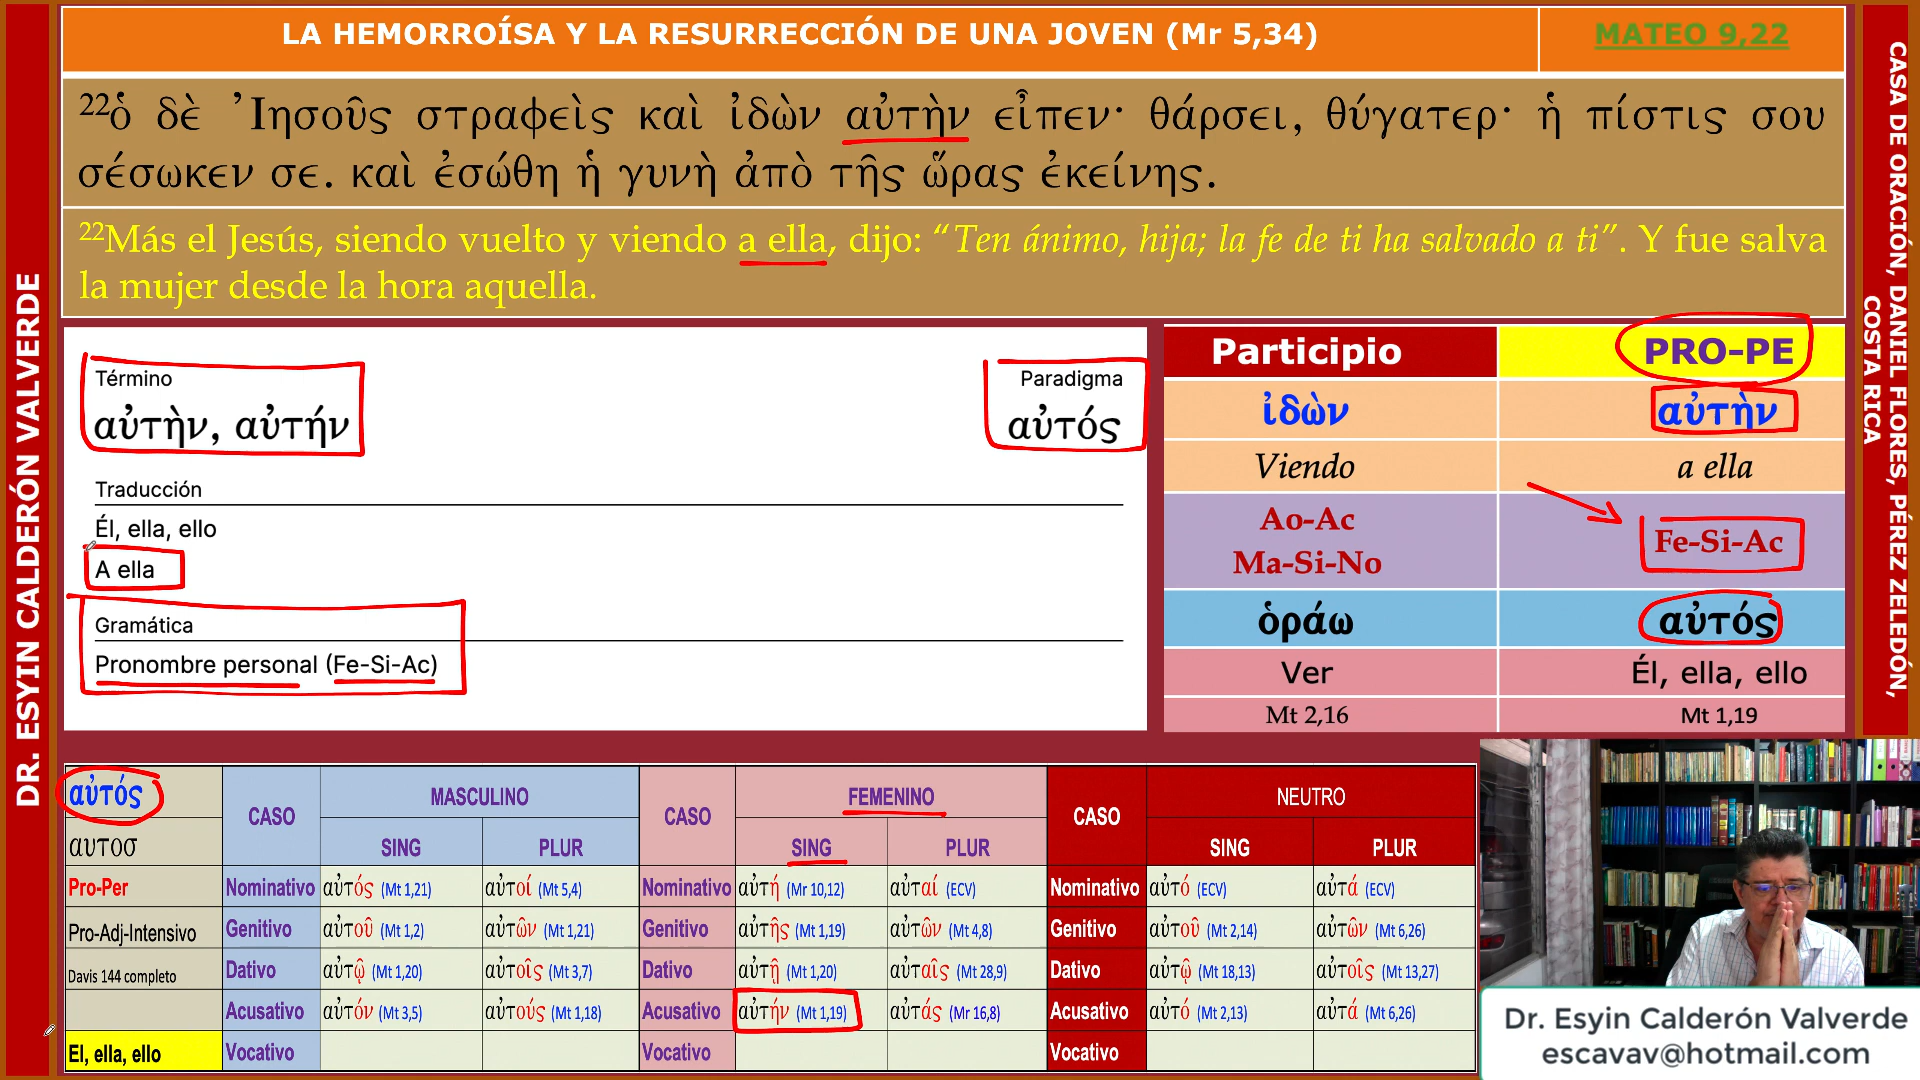 LA HEMORROÍSA Y LA RESURRECCIÓN DE UNA JOVEN (Mr 5,34)
MATEO 9,22
²²ὁ δὲ Ἰησοῦς στραφεὶς καὶ ἰδὼν αὐτὴν εἶπεν· θάρσει, θύγατερ· ἡ πίστις σου
σέσωκεν σε. καὶ ἐσώθη ἡ γυνὴ ἀπὸ τῆς ὥρας ἐκείνης.
²²Más el Jesús, siendo vuelto y viendo a ella, dijo: “Ten ánimo, hija; la fe de ti ha salvado a ti”. Y fue salva
la mujer desde la hora aquella.
DR. ESYIN CALDERÓN VALVERDE
Término
αὐτὴν, αὐτήν
Paradigma
αὐτός
Traducción
Él, ella, ello
A ella
Gramática
Pronombre personal (Fe-Si-Ac)
Participio PRO-PE
ἰδὼν αὐτὴν
Viendo a ella
Ao-Ac
Ma-Si-No
Fe-Si-Ac
ὁράω αὐτός
Ver Él, ella, ello
Mt 2,16 Mt 1,19
CASA DE ORACIÓN, DANIEL FLORES, PÉREZ ZELEDÓN,
COSTA RICA
αὐτός CASO MASCULINO CASO FEMENINO CASO NEUTRO
αυτοσ SING PLUR SING PLUR SING PLUR
Pro-Per Nominativo αὐτός (Mt 1,21) αὐτοί (Mt 5,4) Nominativo αὐτή (Mr 10,12) αὐταί (ECV) Nominativo αὐτό (ECV) αὐτά (ECV)
Pro-Adj-Intensivo Genitivo αὐτοῦ (Mt 1,2) αὐτῶν (Mt 1,21) Genitivo αὐτῆς (Mt 1,19) αὐτῶν (Mt 4,8) Genitivo αὐτοῦ (Mt 2,14) αὐτῶν (Mt 6,26)
Davis 144 completo Dativo αὐτῷ (Mt 1,20) αὐτοῖς (Mt 3,7) Dativo αὐτῇ (Mt 1,20) αὐταῖς (Mt 28,9) Dativo αὐτῷ (Mt 18,13) αὐτοῖς (Mt 13,27)
Acusativo αὐτόν (Mt 3,5) αὐτούς (Mt 1,18) Acusativo αὐτήν (Mt 1,19) αὐτάς (Mr 16,8) Acusativo αὐτό (Mt 2,13) αὐτά (Mt 6,26)
El, ella, ello Vocativo Vocativo Vocativo
Dr. Esyin Calderón Valverde
escavav@hotmail.com